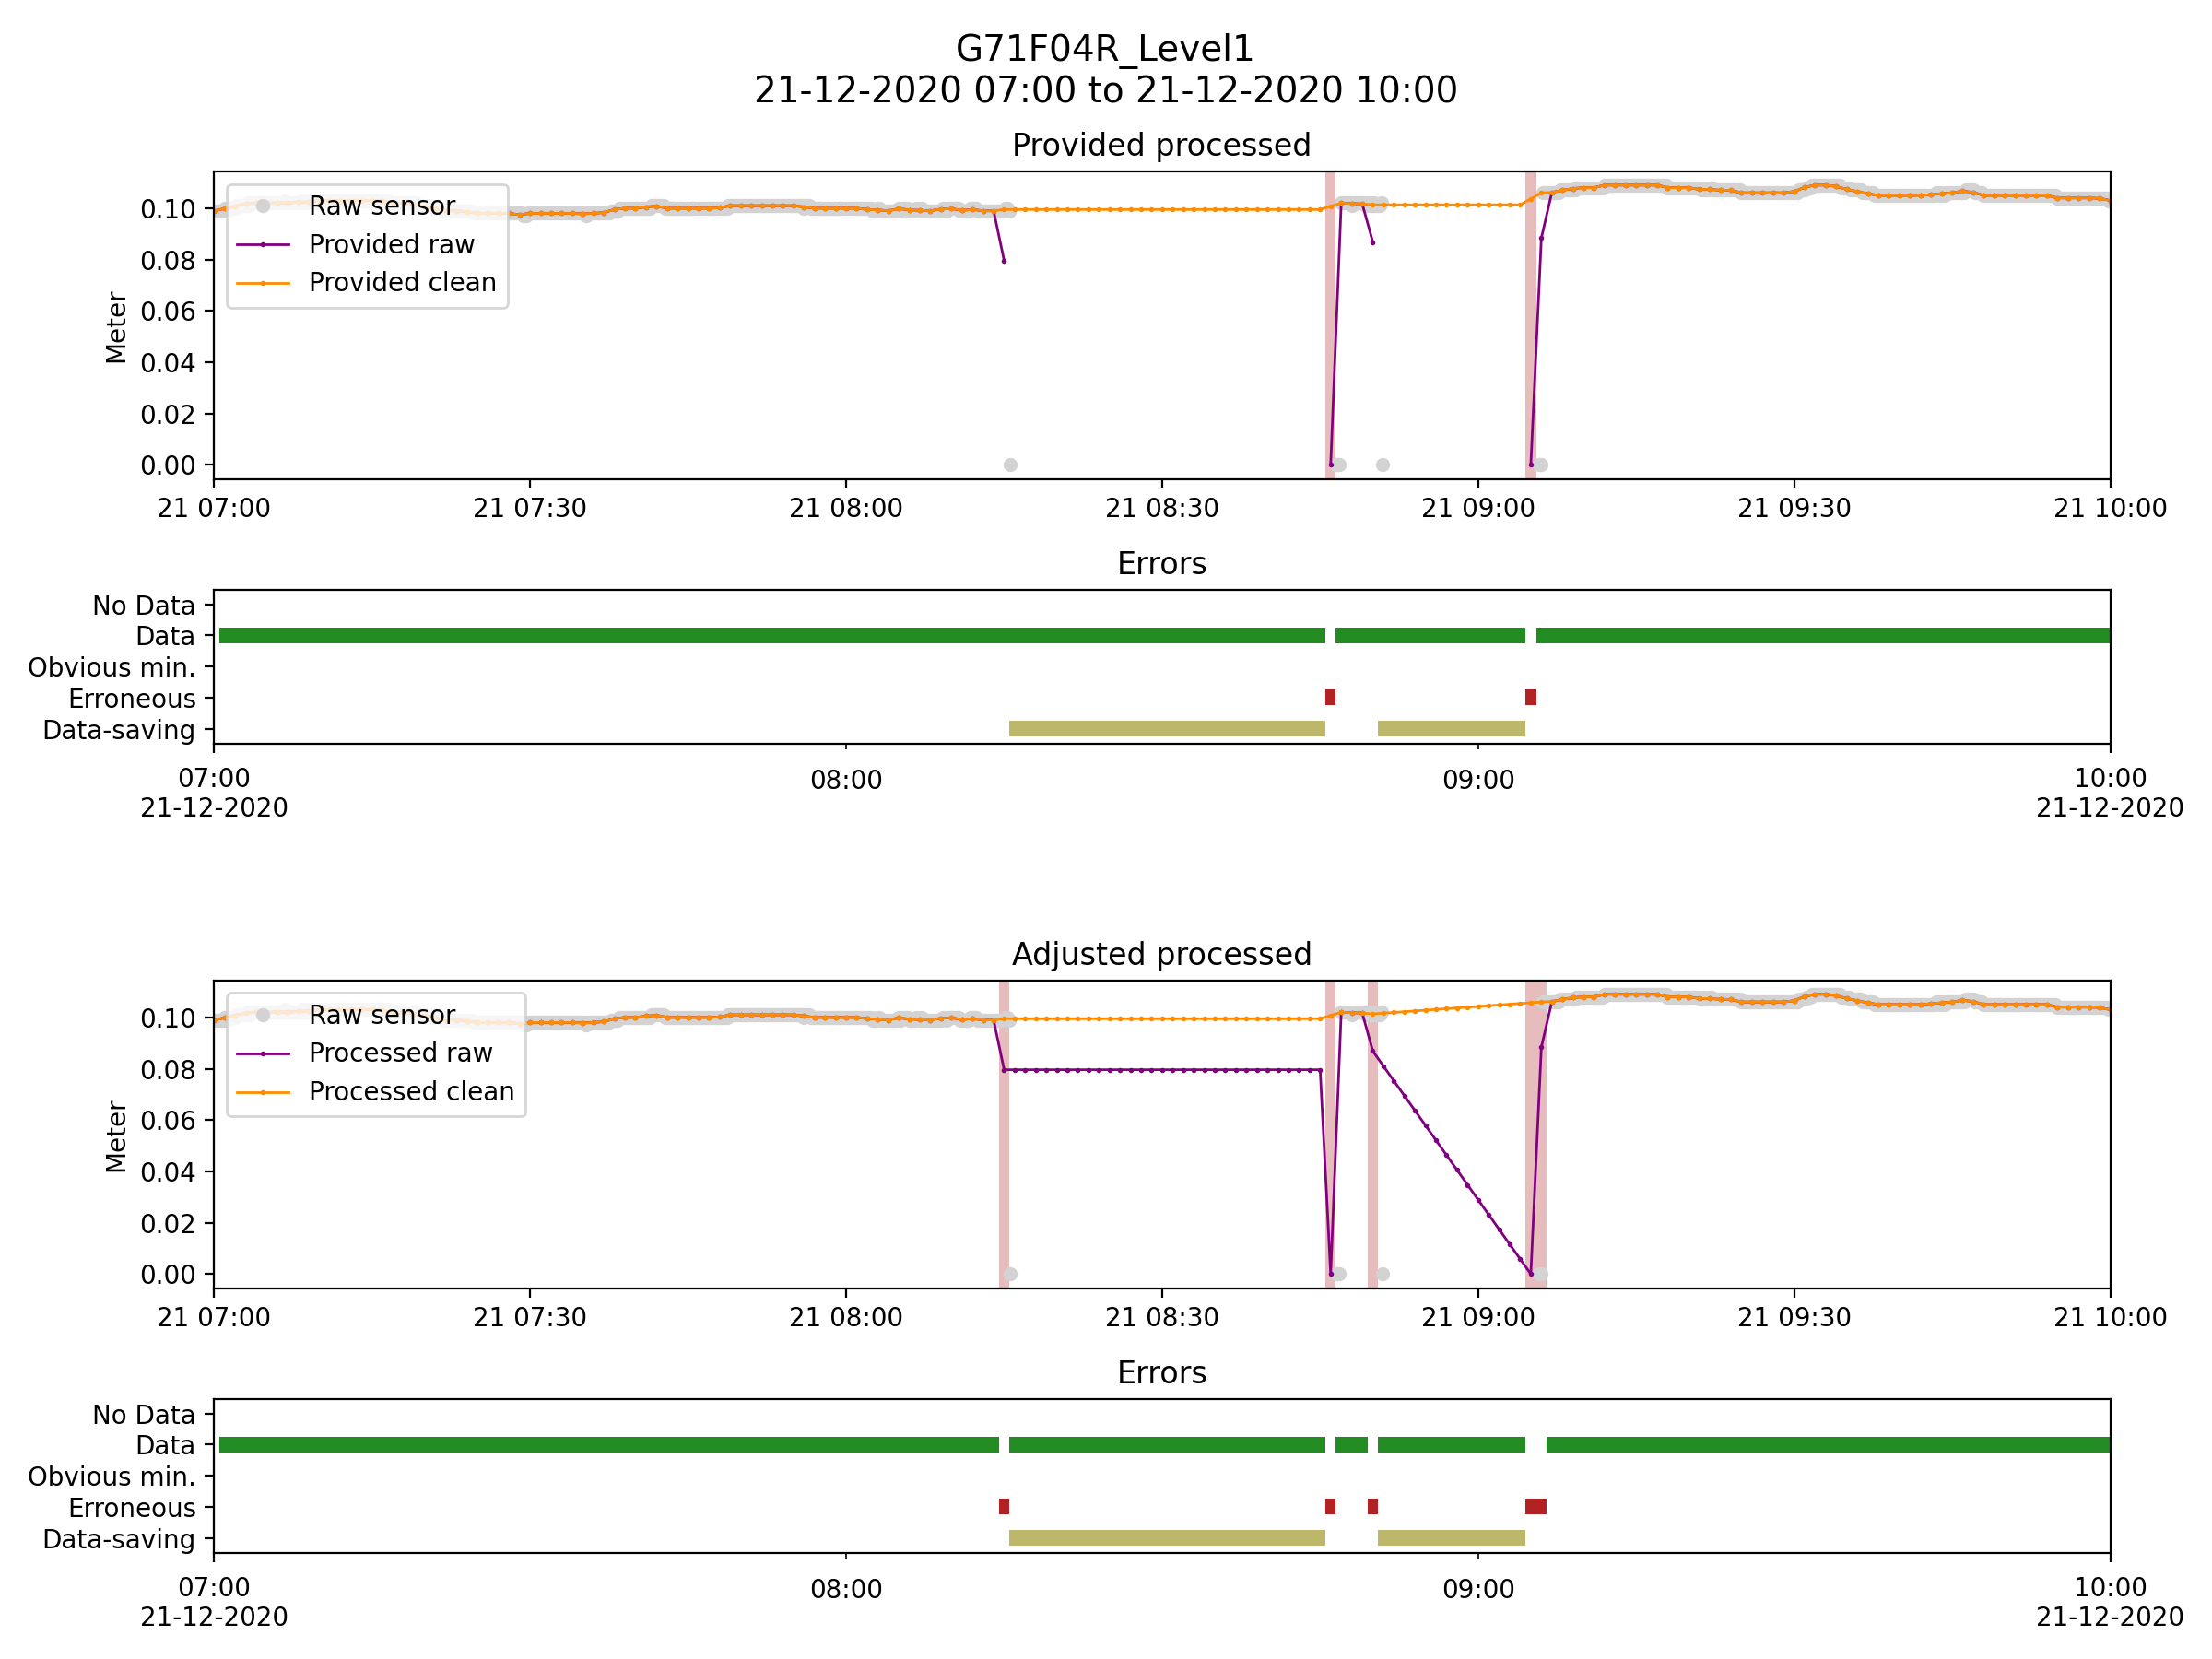 G71F04R_Level1
21-12-2020 07:00 to 21-12-2020 10:00
Provided processed
Meter
0.10
0.08
0.06
0.04
0.02
0.00
Raw sensor
Provided raw
Provided clean
21 07:00 21 07:30 21 08:00 21 08:30 21 09:00 21 09:30 21 10:00
Errors
No Data
Data
Obvious min.
Erroneous
Data-saving
07:00 08:00 09:00 10:00
21-12-2020 21-12-2020
Adjusted processed
Meter
0.10
0.08
0.06
0.04
0.02
0.00
Raw sensor
Processed raw
Processed clean
21 07:00 21 07:30 21 08:00 21 08:30 21 09:00 21 09:30 21 10:00
Errors
No Data
Data
Obvious min.
Erroneous
Data-saving
07:00 08:00 09:00 10:00
21-12-2020 21-12-2020